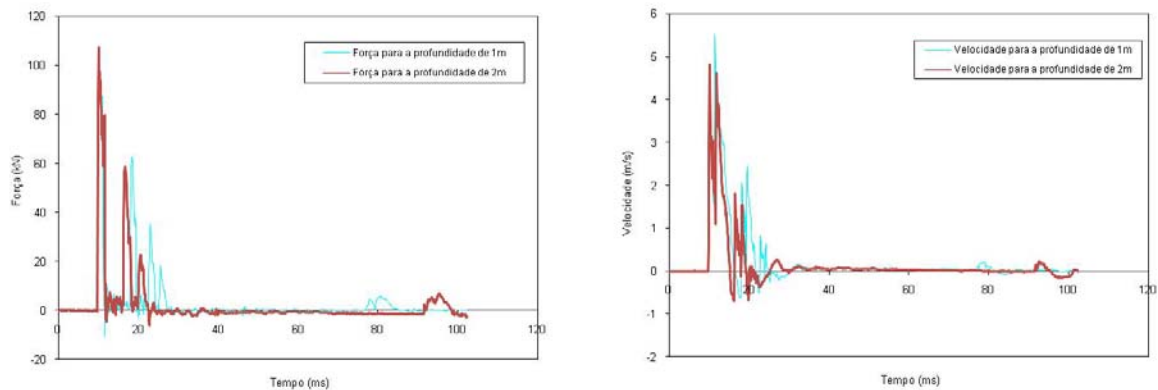 120
100
80
60
40
20
0
-20
Força (kN)
Força para a profundidade de 1m
Força para a profundidade de 2m
0 20 40 60 80 100 120
Tempo (ms)
6
5
4
3
2
1
0
-1
-2
Velocidade (m/s)
Velocidade para a profundidade de 1m
Velocidade para a profundidade de 2m
0 20 40 60 80 100 120
Tempo (ms)